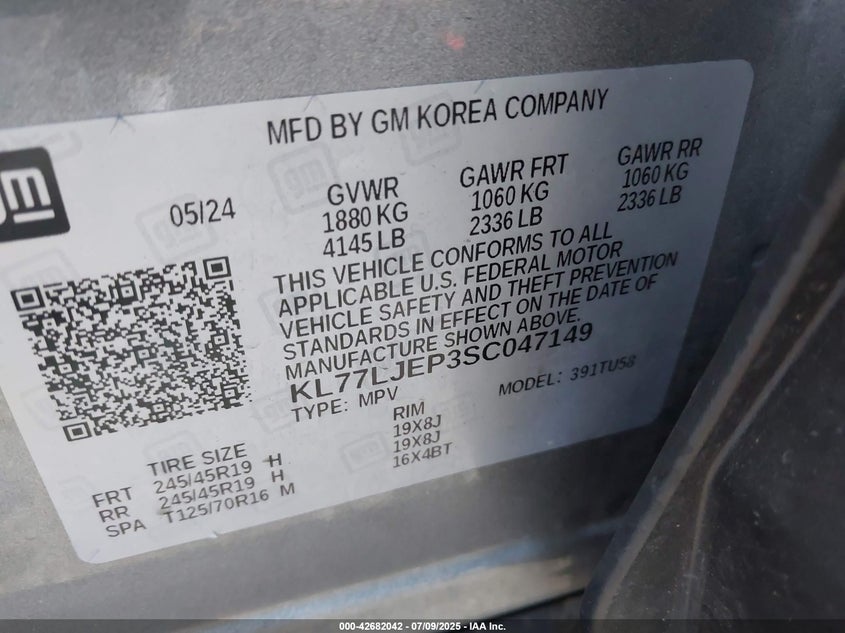 MFD BY GM KOREA COMPANY
gm
05/24
GVWR
1880 KG
4145 LB
GAWR FRT
1060 KG
2336 LB
GAWR RR
1060 KG
2336 LB
THIS VEHICLE CONFORMS TO ALL
APPLICABLE U.S. FEDERAL MOTOR
VEHICLE SAFETY AND THEFT PREVENTION
STANDARDS IN EFFECT ON THE DATE OF
MANUFACTURE SHOWN ABOVE.
KL77LJEP3SC047149
TYPE: MPV
MODEL: 391TU58
TIRE SIZE
RIM
FRT 245/45R19 H 19X8J
RR 245/45R19 H 19X8J
SPA T125/70R16 M 16X4BT
000-42682042 - 07/09/2025 - IAA Inc.